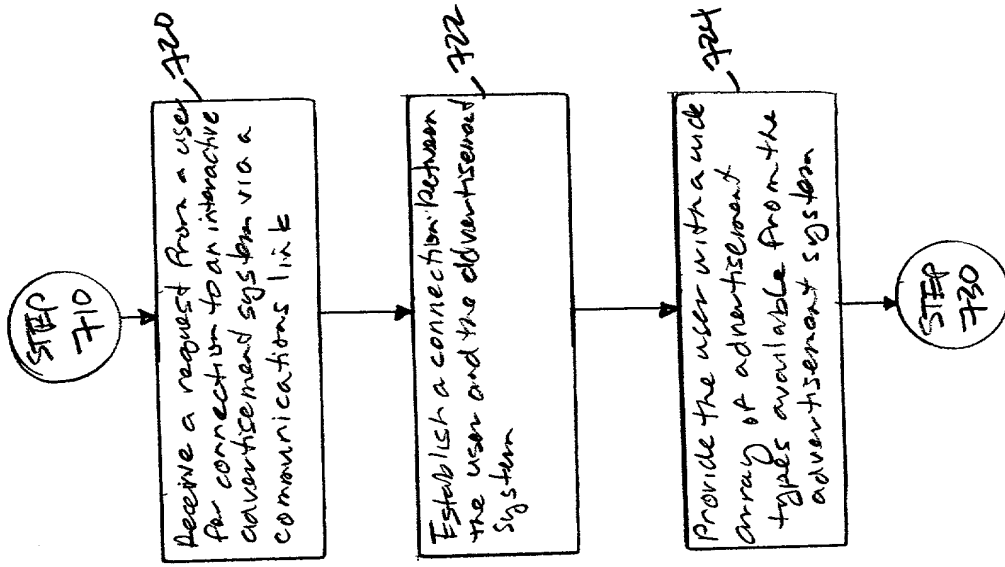 STEP
710
720
Receive a request from a user
for connection to an interactive
advertisement system via a
communications link
722
Establish a connection between
the user and the advertisement
system
724
Provide the user with a wide
array of advertisement
types available from the
advertisement system
STEP
730